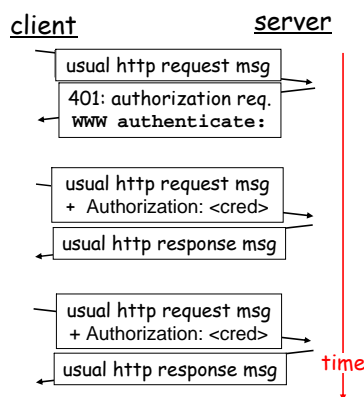 client
server
usual http request msg
401: authorization req.
WWW authenticate:
usual http request msg
+ Authorization: <cred>
usual http response msg
usual http request msg
+ Authorization: <cred>
usual http response msg
time